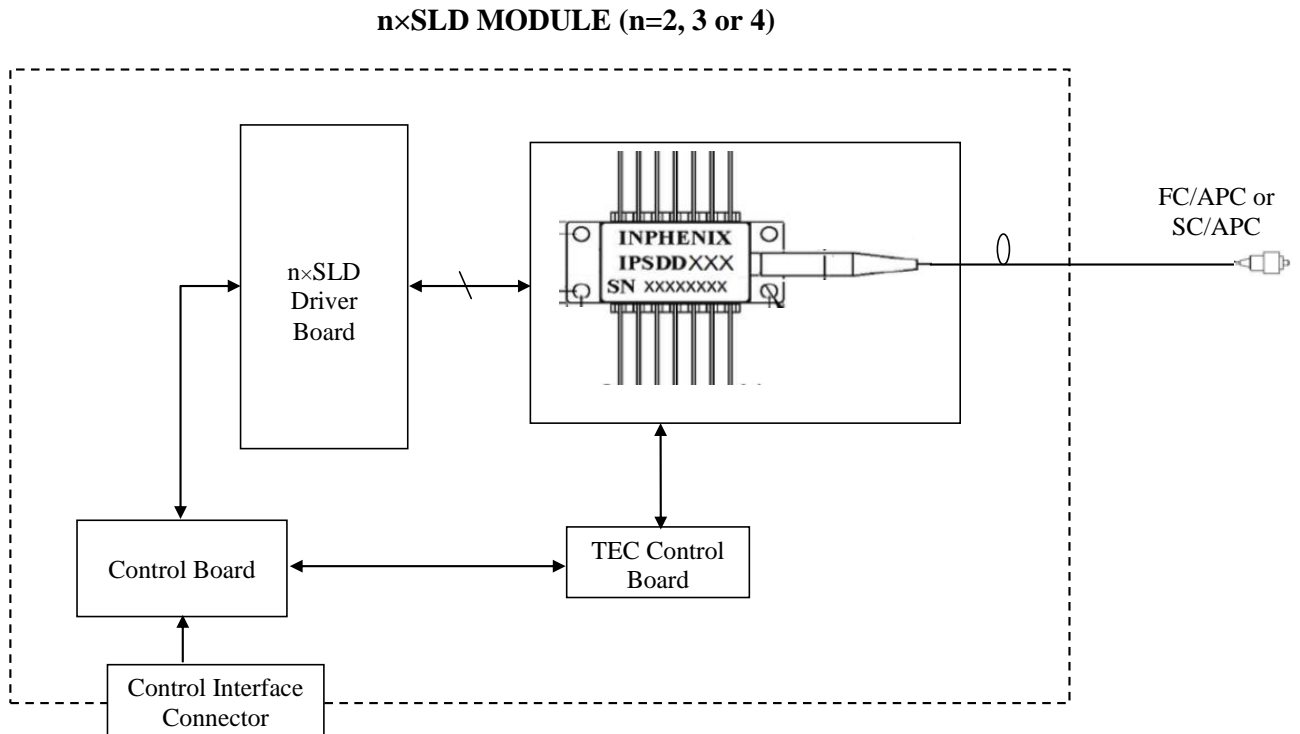 n×SLD MODULE (n=2, 3 or 4)
n×SLD
Driver
Board
INPHENIX
IPSDDXXX
SN XXXXXXXX
FC/APC or
SC/APC
Control Board
TEC Control
Board
Control Interface
Connector